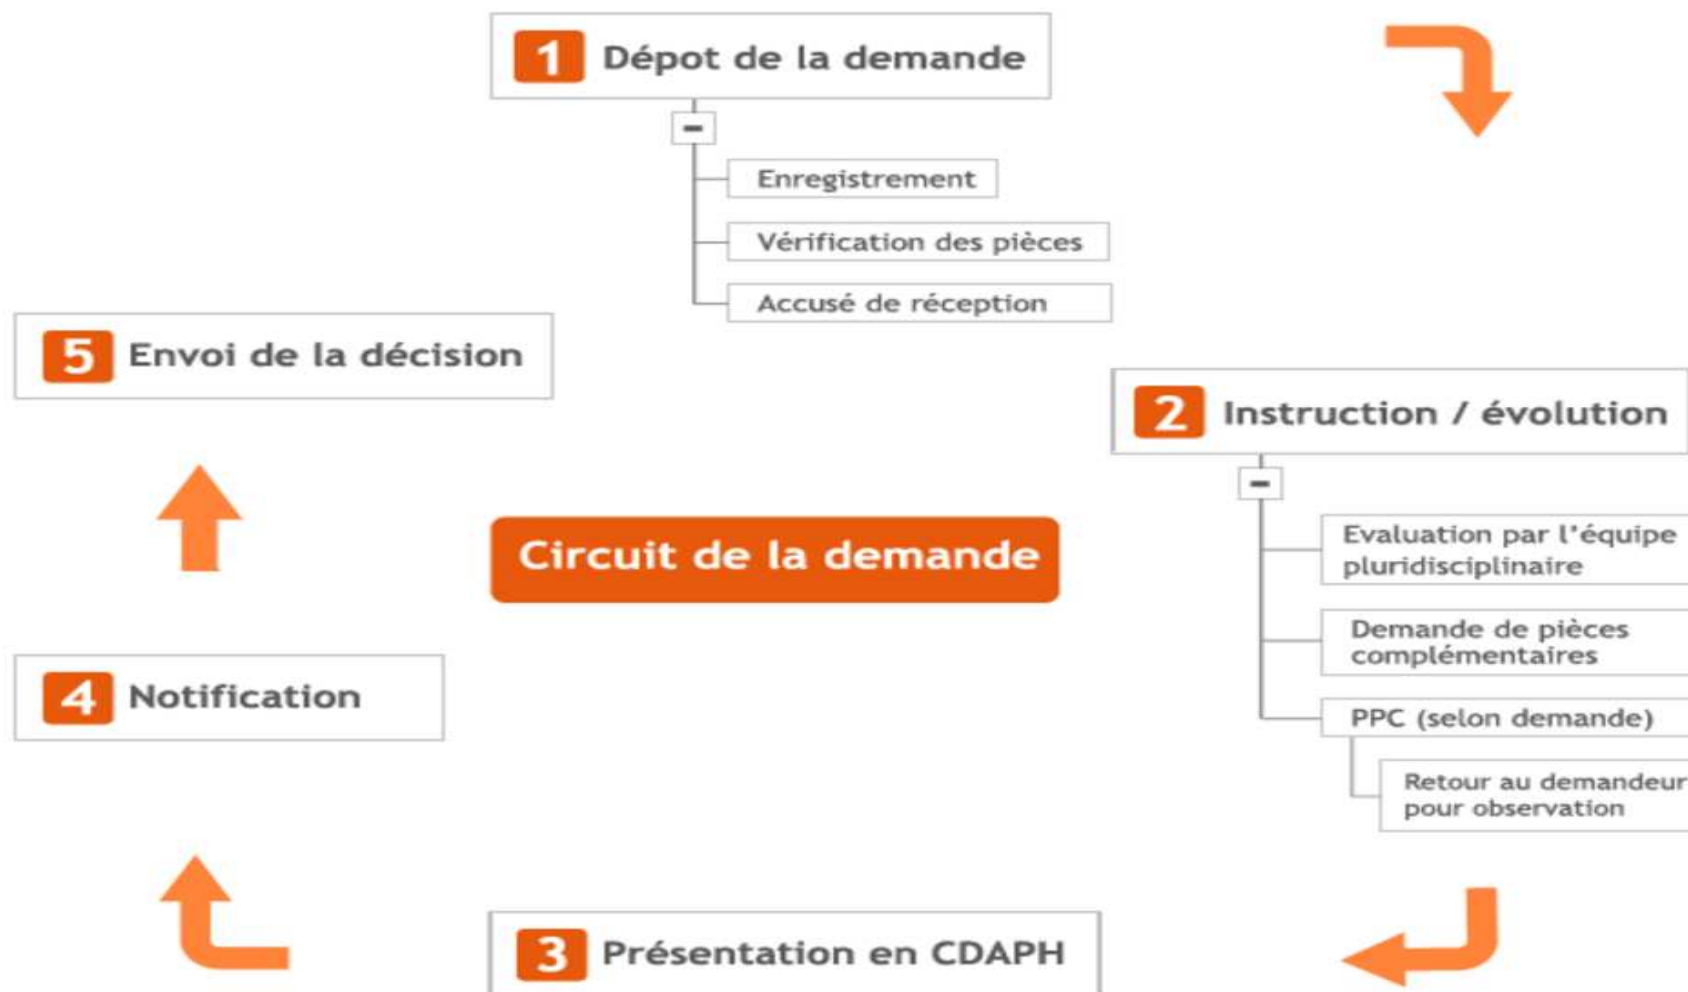 1 Dépot de la demande
Enregistrement
Vérification des pièces
Accusé de réception
2 Instruction / évolution
Evaluation par l'équipe
pluridisciplinaire
Demande de pièces
complémentaires
PPC (selon demande)
Retour au demandeur
pour observation
3 Présentation en CDAPH
4 Notification
5 Envoi de la décision
Circuit de la demande